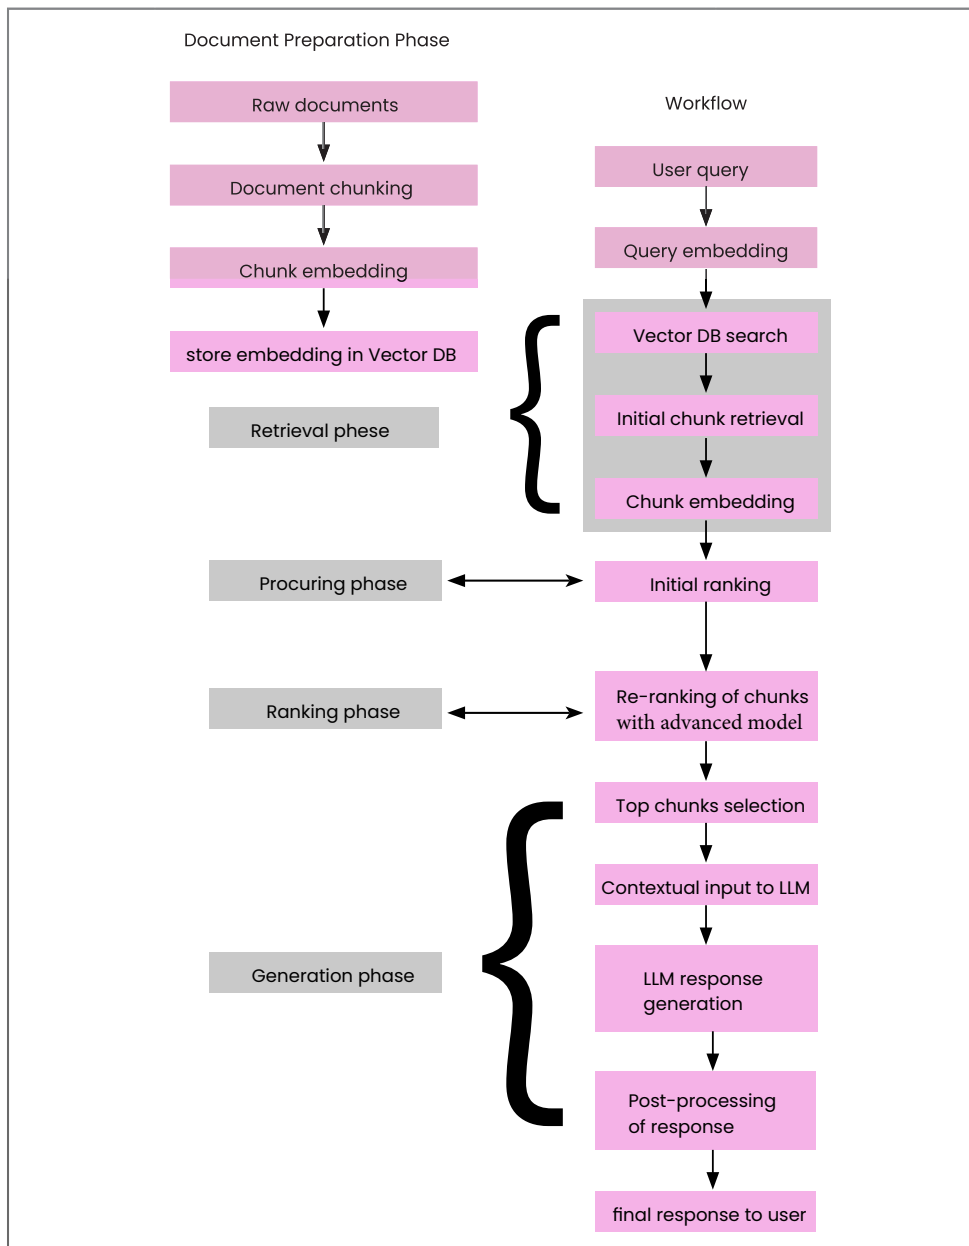 Document Preparation Phase
Raw documents
Document chunking
Chunk embedding
store embedding in Vector DB
Retrieval phese
Procuring phase
Ranking phase
Generation phase
Workflow
User query
Query embedding
Vector DB search
Initial chunk retrieval
Chunk embedding
Initial ranking
Re-ranking of chunks
with advanced model
Top chunks selection
Contextual input to LLM
LLM response
generation
Post-processing
of response
final response to user